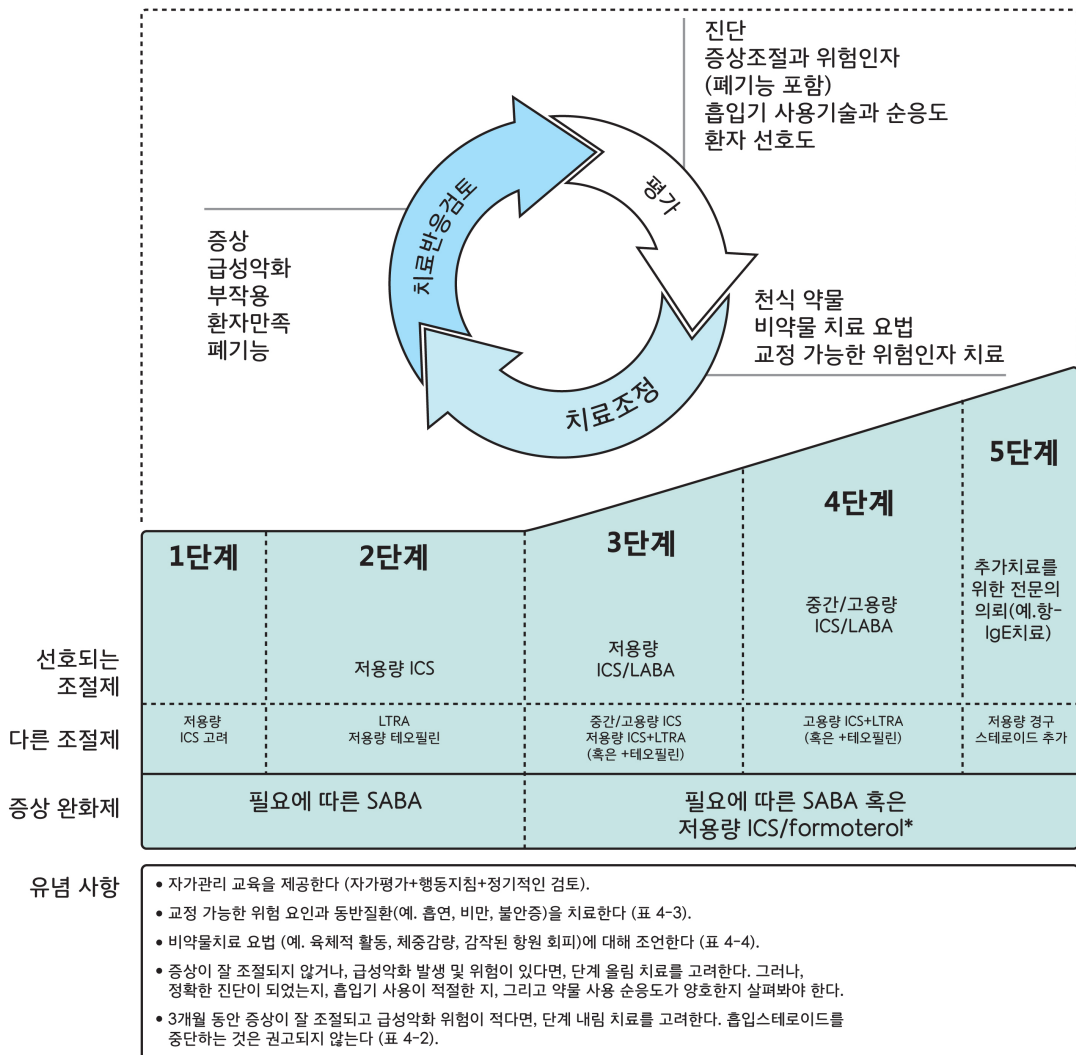 진단
증상조절과 위험인자
(폐기능 포함)
흡입기 사용기술과 순응도
환자 선호도
평가
치료반응검토
증상
급성악화
부작용
환자만족
폐기능
천식 약물
비약물 치료 요법
교정 가능한 위험인자 치료
치료조정
1단계
2단계
3단계
4단계
5단계
선호되는
조절제
저용량 ICS
저용량
ICS/LABA
중간/고용량
ICS/LABA
추가치료를
위한 전문의
의뢰(예.항-
IgE치료)
다른 조절제
저용량
ICS 고려
LTRA
저용량 테오필린
중간/고용량 ICS
저용량 ICS+LTRA
(혹은 +테오필린)
고용량 ICS+LTRA
(혹은 +테오필린)
저용량 경구
스테로이드 추가
증상 완화제
필요에 따른 SABA
필요에 따른 SABA 혹은
저용량 ICS/formoterol*
유념 사항
• 자가관리 교육을 제공한다 (자가평가+행동지침+정기적인 검토).
• 교정 가능한 위험 요인과 동반질환(예. 흡연, 비만, 불안증)을 치료한다 (표 4-3).
• 비약물치료 요법 (예. 육체적 활동, 체중감량, 감작된 항원 회피)에 대해 조언한다 (표 4-4).
• 증상이 잘 조절되지 않거나, 급성악화 발생 및 위험이 있다면, 단계 올림 치료를 고려한다. 그러나,
정확한 진단이 되었는지, 흡입기 사용이 적절한 지, 그리고 약물 사용 순응도가 양호한지 살펴봐야 한다.
• 3개월 동안 증상이 잘 조절되고 급성악화 위험이 적다면, 단계 내림 치료를 고려한다. 흡입스테로이드를
중단하는 것은 권고되지 않는다 (표 4-2).